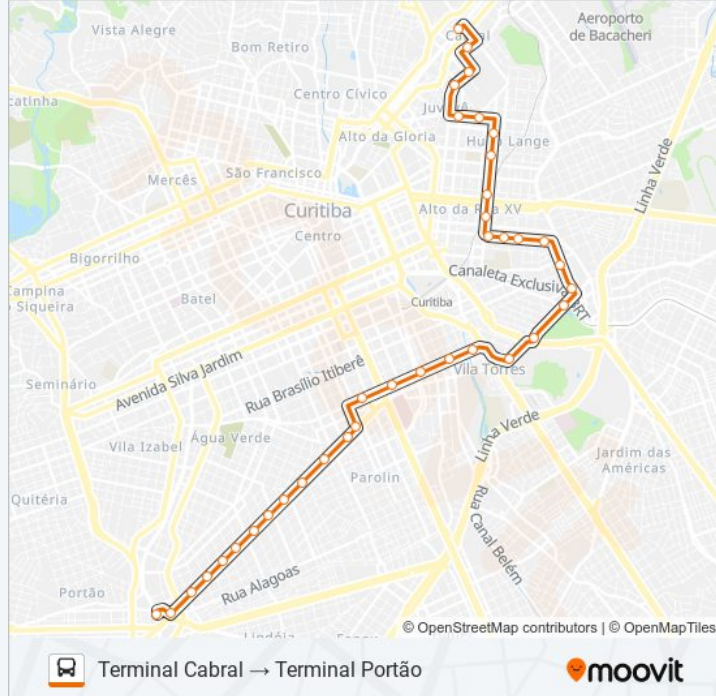 Cabral
Aeroporto
de Bacacheri
Vista Alegre
Bom Retiro
catinha
Centro Cívico
Juvevê
Alto da Gloria
Hugo Lange
Linha Verde
São Francisco
Mercês
Curitiba
Centro
Alto da Rua XV
Bigorrilho
Canaleta Exclusiva BRT
Campina
o Siqueira
Batel
Curitiba
Seminário
Avenida Silva Jardim
Rua Brasílio Itiberê
Vila Torres
Vila Izabel
Água Verde
Linha Verde
Jardim das
Américas
Quitéria
Parolin
Rua Canal Belém
Rua Alagoas
Portão
Lindóia
© OpenStreetMap contributors | © OpenMapTiles
Terminal Cabral → Terminal Portão
moovit